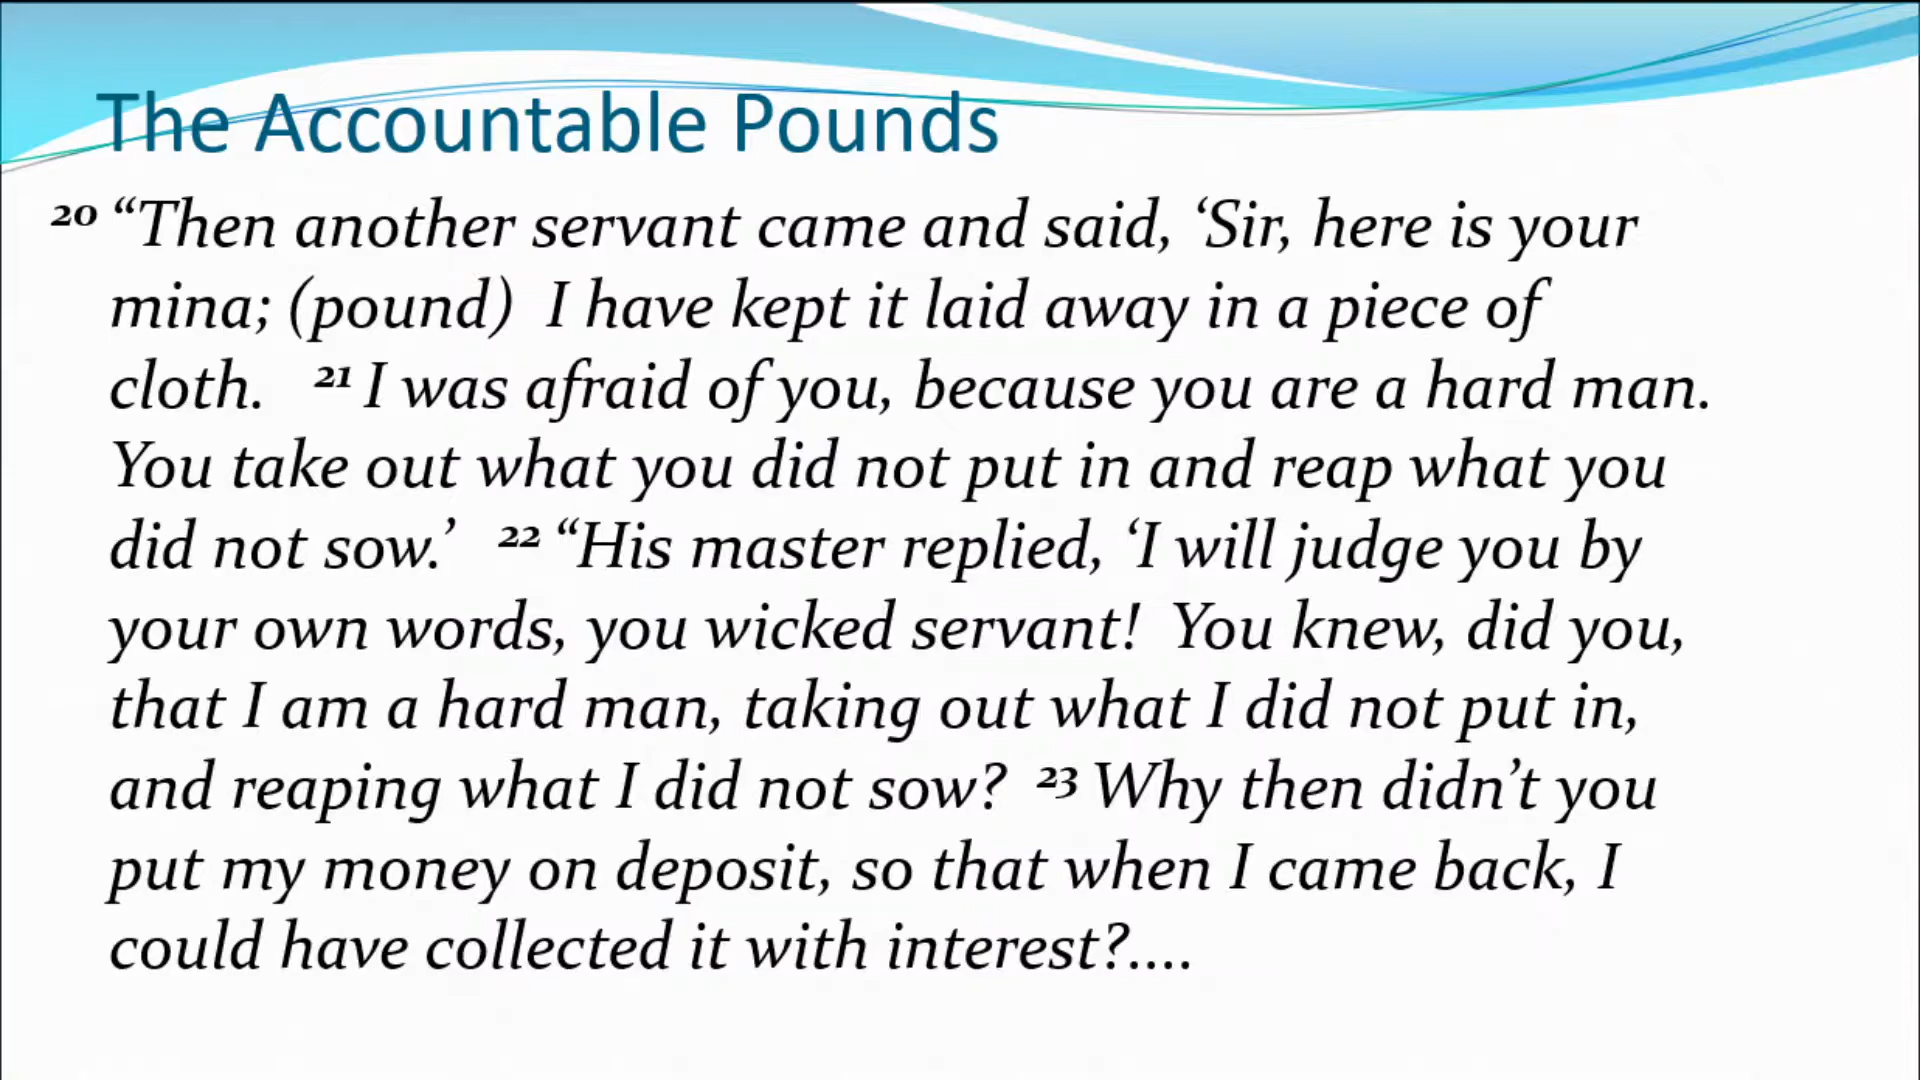 The Accountable Pounds
20 “Then another servant came and said, ‘Sir, here is your
mina; (pound) I have kept it laid away in a piece of
cloth. 21 I was afraid of you, because you are a hard man.
You take out what you did not put in and reap what you
did not sow.’ 22 “His master replied, ‘I will judge you by
your own words, you wicked servant! You knew, did you,
that I am a hard man, taking out what I did not put in,
and reaping what I did not sow? 23 Why then didn’t you
put my money on deposit, so that when I came back, I
could have collected it with interest?....